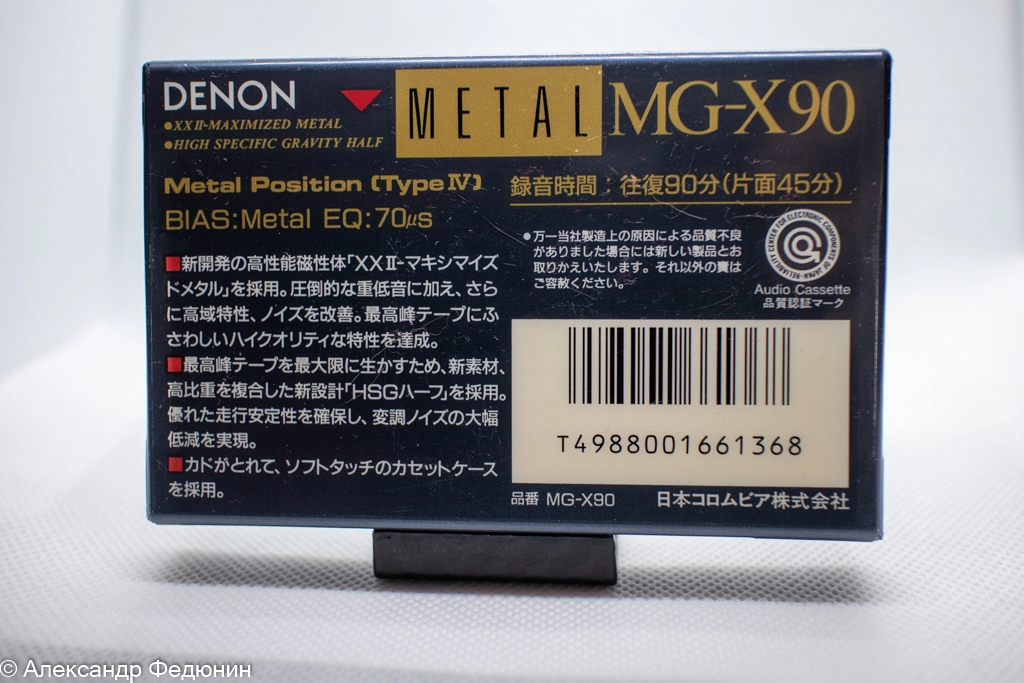 DENON
METAL MG-X90
●XXII-MAXIMIZED METAL
●HIGH SPECIFIC GRAVITY HALF
Metal Position (Type IV)
BIAS:Metal EQ:70μs
録音時間:往復90分(片面45分)
■新開発の高性能磁性体「XXII-マキシマイズ
ドメタル」を採用。圧倒的な重低音に加え、さら
に高域特性、ノイズを改善。最高峰テープにふ
さわしいハイクオリティな特性を達成。
■最高峰テープを最大限に生かすため、新素材、
高比重を複合した新設計「HSGハーフ」を採用。
優れた走行安定性を確保し、変調ノイズの大幅
低減を実現。
■カドがとれて、ソフトタッチのカセットケース
を採用。
●万一当社製造上の原因による品質不良
がありました場合には新しい製品とお
取りかえいたします。それ以外の責は
ご容赦ください。
CENTER FOR ELECTRONIC COMPONENTS OF JAPAN-RELIABILITY
Audio Cassette
品質認証マーク
T4988001661368
品番 MG-X90
日本コロムビア株式会社
© Александр Федюнин